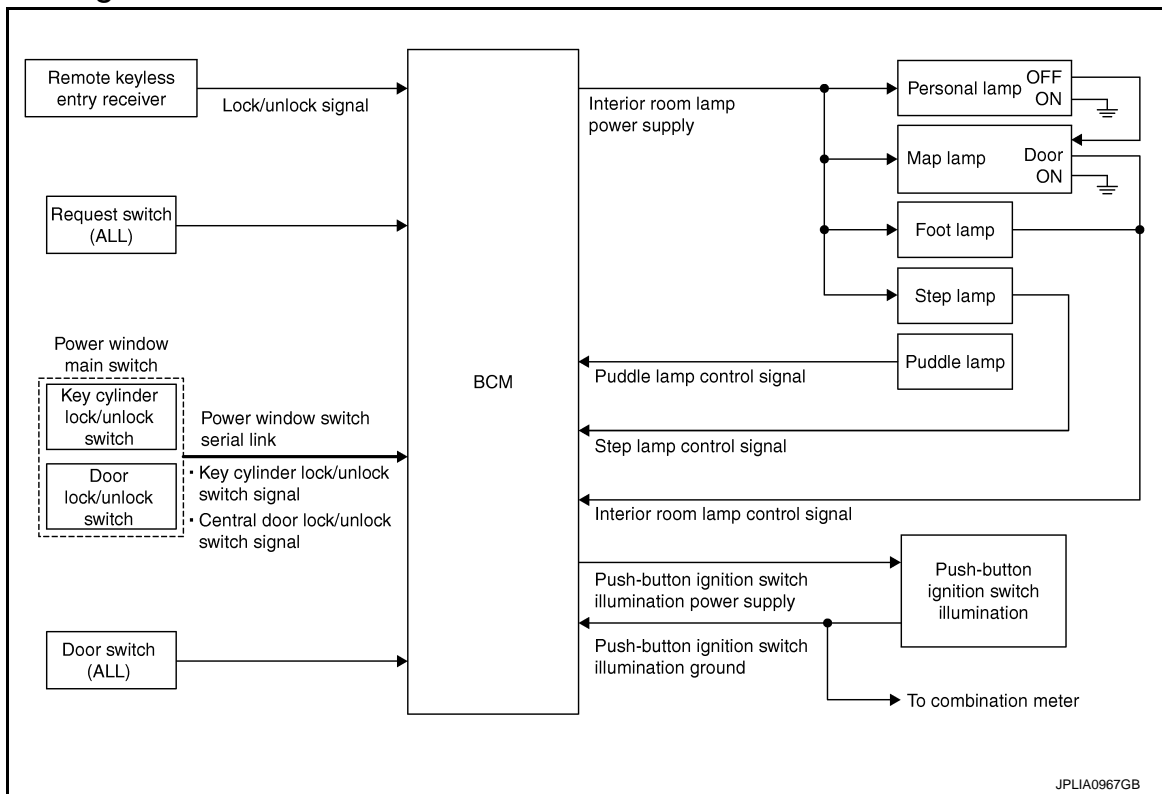 Remote keyless
entry receiver
Lock/unlock signal
Request switch
(ALL)
Power window
main switch
Key cylinder
lock/unlock
switch
Door
lock/unlock
switch
Power window switch
serial link
· Key cylinder lock/unlock
switch signal
· Central door lock/unlock
switch signal
Door switch
(ALL)
BCM
Interior room lamp
power supply
Personal lamp
OFF
ON
Map lamp
Door
ON
Foot lamp
Step lamp
Puddle lamp
Puddle lamp control signal
Step lamp control signal
Interior room lamp control signal
Push-button ignition switch
illumination power supply
Push-button ignition switch
illumination ground
Push-button
ignition switch
illumination
To combination meter
JPLIA0967GB